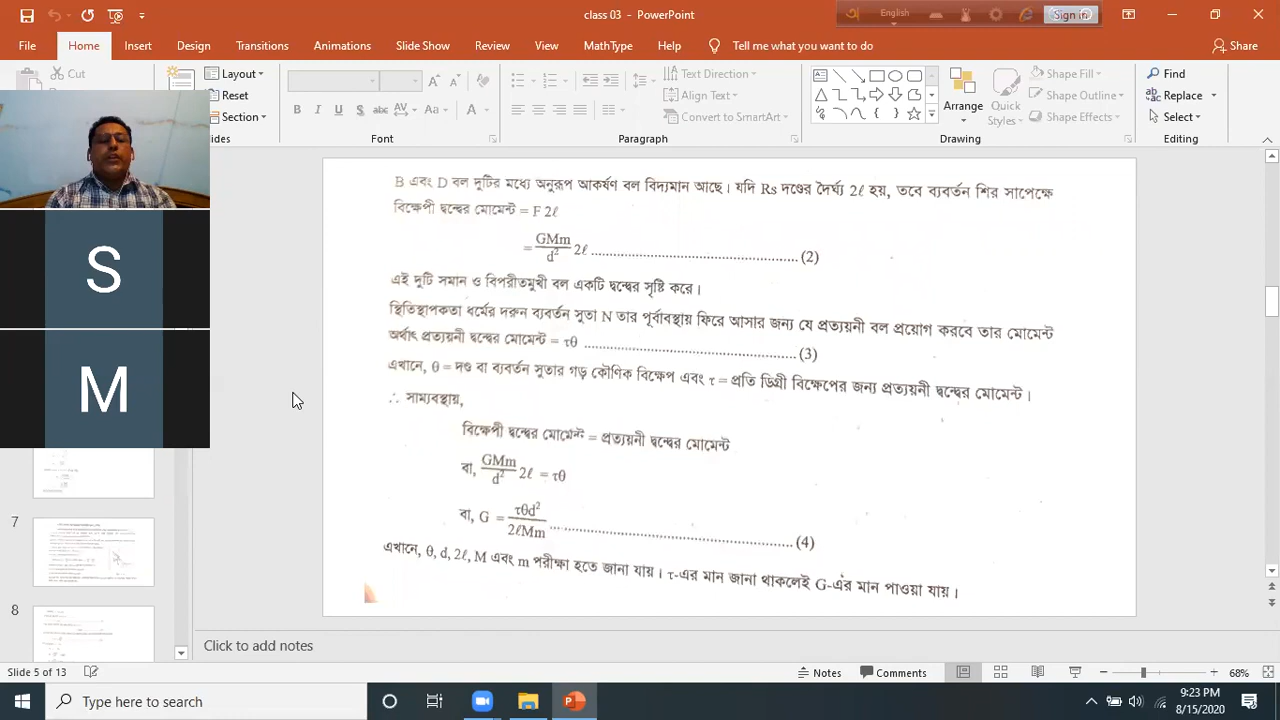 class 03 - PowerPoint
English
Sign in
File Home Insert Design Transitions Animations Slide Show Review View MathType Help Tell me what you want to do Share
Cut
Layout
Reset
Section
lides
B I U S abc AV Aa A
Font
Text Direction
Align Text
Convert to SmartArt
Paragraph
Arrange
Quick Styles
Shape Fill
Shape Outline
Shape Effects
Drawing
Find
Replace
Select
Editing
S
M
7
8
B এবং D বল দুটির মধ্যে অনুরূপ আকর্ষণ বল বিদ্যমান আছে। যদি Rs দণ্ডের দৈর্ঘ্য 2ℓ হয়, তবে ব্যবর্তন শির সাপেক্ষে
বিক্ষেপী দ্বন্দ্বের মোমেন্ট = F 2ℓ
= GMm/d² 2ℓ ........................................................ (2)
এই দুটি সমান ও বিপরীতমুখী বল একটি দ্বন্দ্বের সৃষ্টি করে।
স্থিতিস্থাপকতা ধর্মের দরুন ব্যবর্তন সুতা N তার পূর্বাবস্থায় ফিরে আসার জন্য যে প্রত্যয়নী বল প্রয়োগ করবে তার মোমেন্ট
অর্থাৎ প্রত্যয়নী দ্বন্দ্বের মোমেন্ট = τθ ........................................................ (3)
এখানে, θ = দণ্ড বা ব্যবর্তন সুতার গড় কৌণিক বিক্ষেপ এবং τ = প্রতি ডিগ্রী বিক্ষেপের জন্য প্রত্যয়নী দ্বন্দ্বের মোমেন্ট।
∴ সাম্যবস্থায়,
বিক্ষেপী দ্বন্দ্বের মোমেন্ট = প্রত্যয়নী দ্বন্দ্বের মোমেন্ট
বা, GMm/d² 2ℓ = τθ
বা, G = τθd²/2ℓMm ........................................................ (4)
এখানে, θ, d, 2ℓ, M এবং m পরীক্ষা হতে জানা যায়। τ-এর মান জানা থাকলেই G-এর মান পাওয়া যায়।
Click to add notes
Slide 5 of 13
Notes
Comments
68%
Type here to search
9:23 PM
8/15/2020